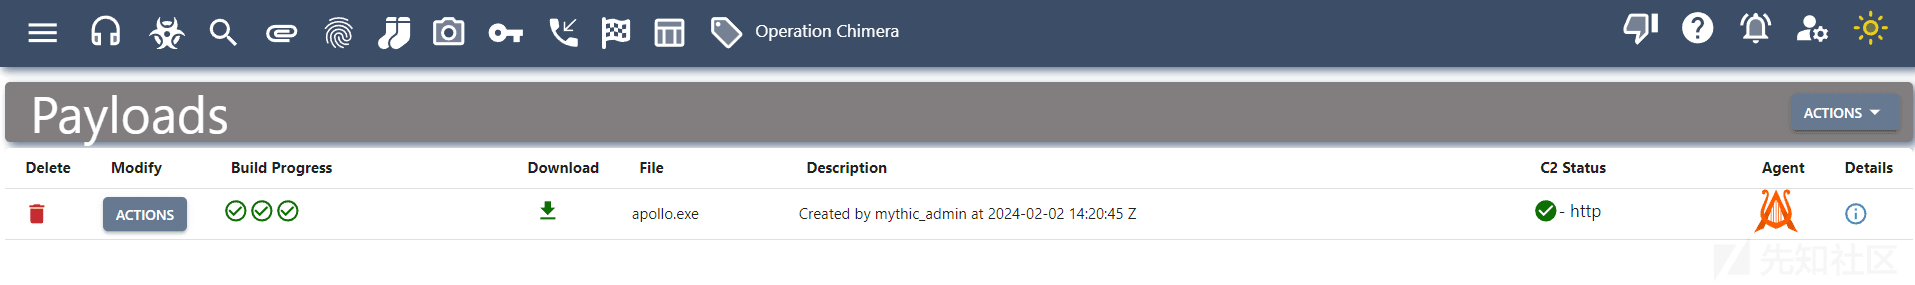 Operation Chimera
Payloads
ACTIONS
Delete Modify Build Progress Download File Description C2 Status Agent Details
ACTIONS apollo.exe Created by mythic_admin at 2024-02-02 14:20:45 Z - http
先知社区